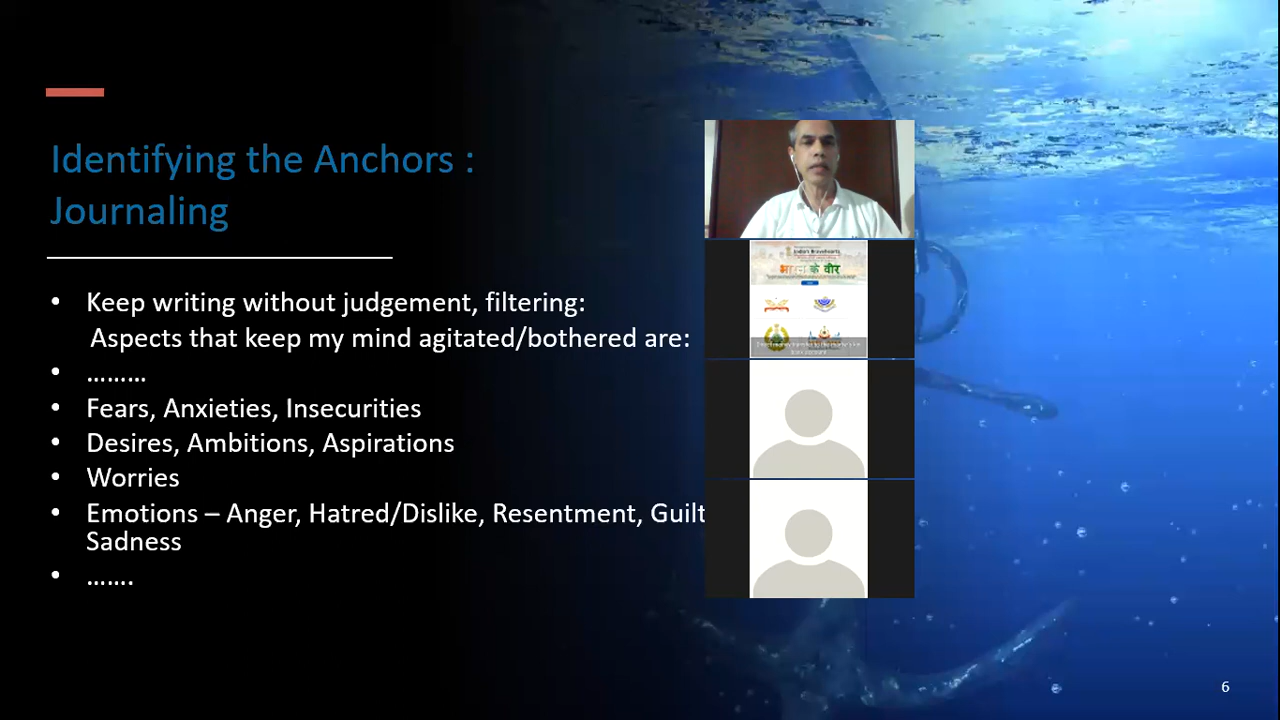 Identifying the Anchors :
Journaling
• Keep writing without judgement, filtering:
Aspects that keep my mind agitated/bothered are:
• .........
• Fears, Anxieties, Insecurities
• Desires, Ambitions, Aspirations
• Worries
• Emotions – Anger, Hatred/Dislike, Resentment, Guilt
Sadness
• .......
भारत के वीर
6